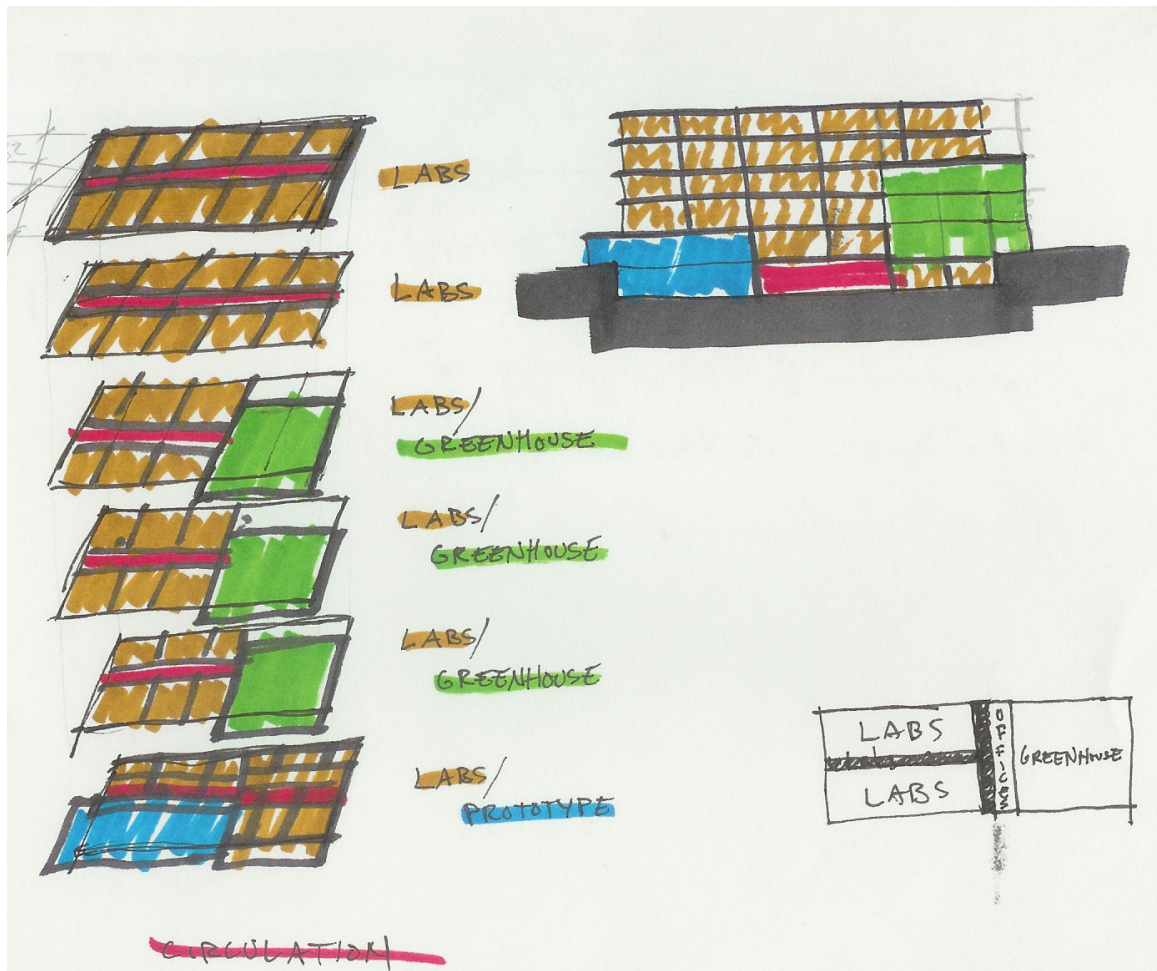 LABS
LABS
LABS/
GREENHOUSE
LABS/
GREENHOUSE
LABS/
GREENHOUSE
LABS/
PROTOTYPE
CIRCULATION
LABS
LABS
OFFICES
GREENHOUSE